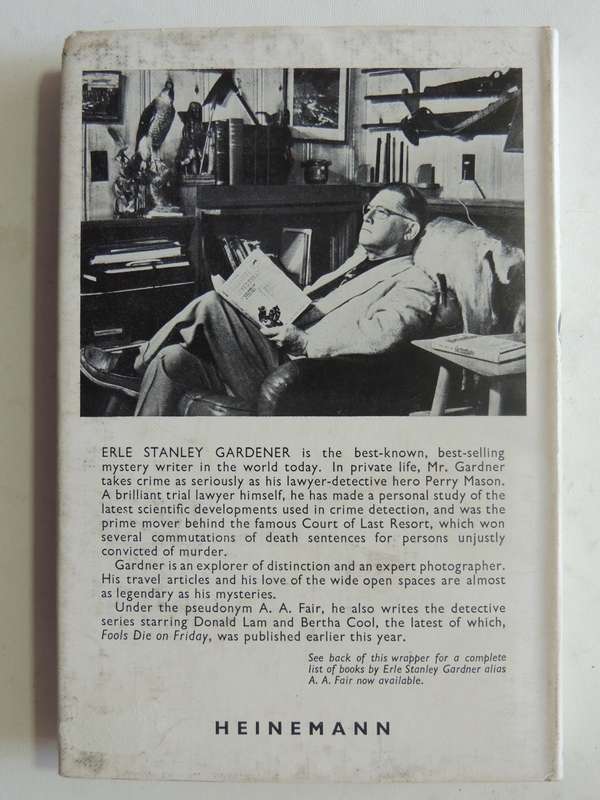 ERLE STANLEY GARDENER is the best-known, best-selling
mystery writer in the world today. In private life, Mr. Gardner
takes crime as seriously as his lawyer-detective hero Perry Mason.
A brilliant trial lawyer himself, he has made a personal study of the
latest scientific developments used in crime detection, and was the
prime mover behind the famous Court of Last Resort, which won
several commutations of death sentences for persons unjustly
convicted of murder.
Gardner is an explorer of distinction and an expert photographer.
His travel articles and his love of the wide open spaces are almost
as legendary as his mysteries.
Under the pseudonym A. A. Fair, he also writes the detective
series starring Donald Lam and Bertha Cool, the latest of which,
Fools Die on Friday, was published earlier this year.
See back of this wrapper for a complete
list of books by Erle Stanley Gardner alias
A. A. Fair now available.
HEINEMANN